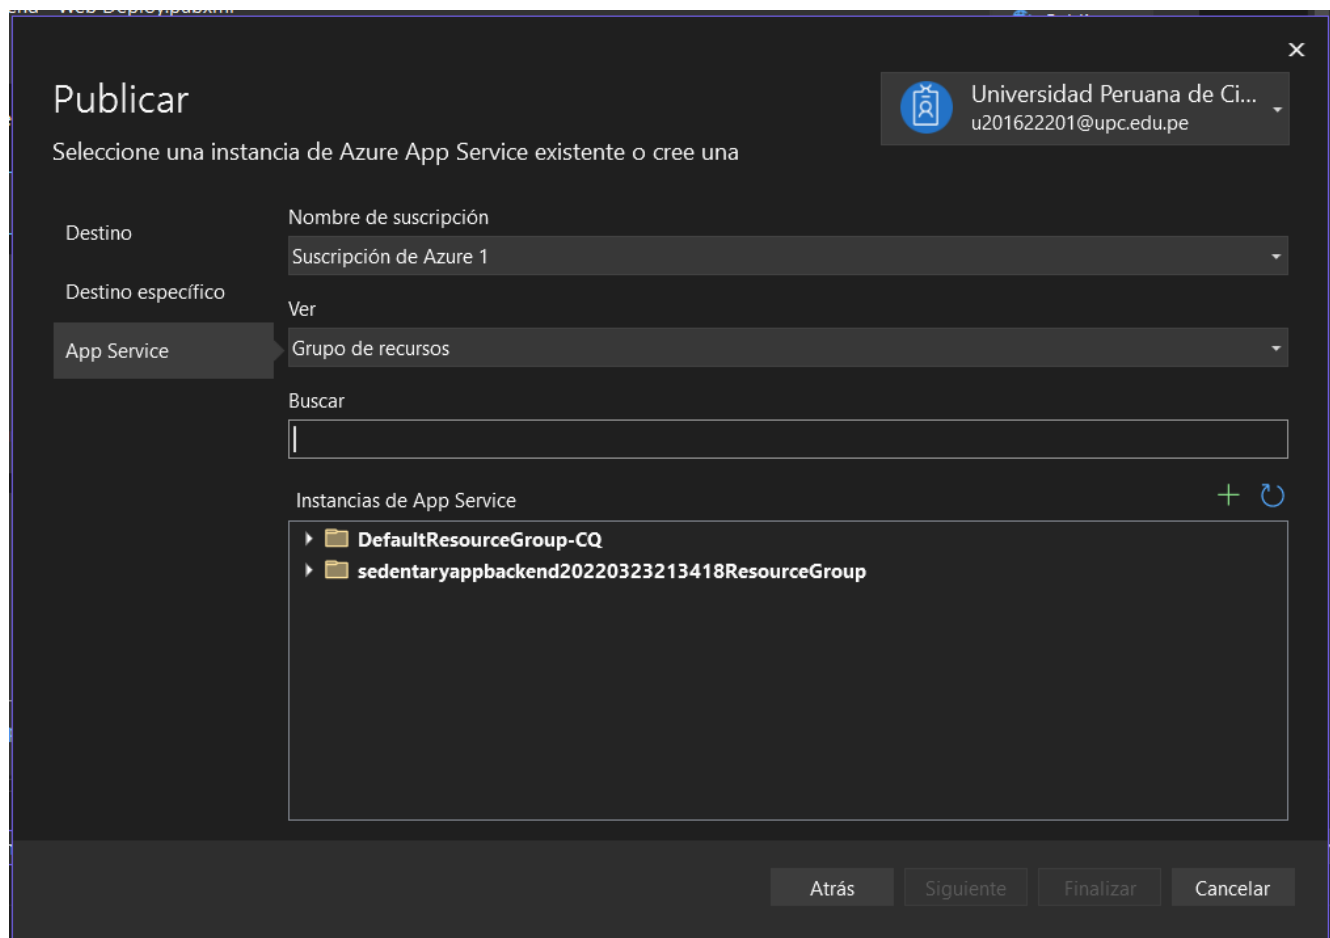 Publicar
Universidad Peruana de Ci...
u201622201@upc.edu.pe
Seleccione una instancia de Azure App Service existente o cree una
Destino
Destino específico
App Service
Nombre de suscripción
Suscripción de Azure 1
Ver
Grupo de recursos
Buscar
Instancias de App Service
DefaultResourceGroup-CQ
sedentaryappbackend20220323213418ResourceGroup
Atrás
Siguiente
Finalizar
Cancelar